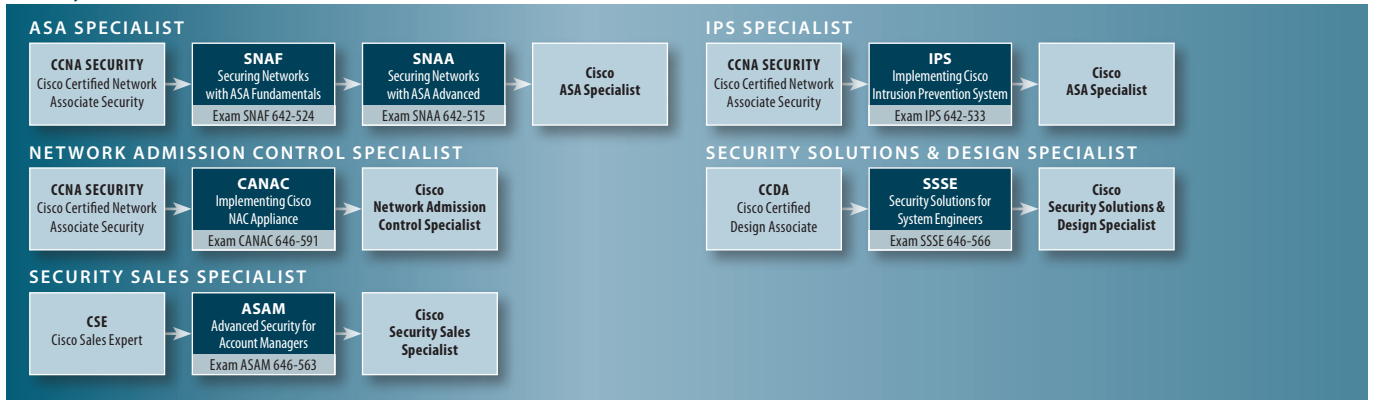 ASA SPECIALIST
CCNA SECURITY
Cisco Certified Network
Associate Security
SNAF
Securing Networks
with ASA Fundamentals
Exam SNAF 642-524
SNAA
Securing Networks
with ASA Advanced
Exam SNAA 642-515
Cisco
ASA Specialist
IPS SPECIALIST
CCNA SECURITY
Cisco Certified Network
Associate Security
IPS
Implementing Cisco
Intrusion Prevention System
Exam IPS 642-533
Cisco
ASA Specialist
NETWORK ADMISSION CONTROL SPECIALIST
CCNA SECURITY
Cisco Certified Network
Associate Security
CANAC
Implementing Cisco
NAC Appliance
Exam CANAC 646-591
Cisco
Network Admission
Control Specialist
SECURITY SOLUTIONS & DESIGN SPECIALIST
CCDA
Cisco Certified
Design Associate
SSSE
Security Solutions for
System Engineers
Exam SSSE 646-566
Cisco
Security Solutions &
Design Specialist
SECURITY SALES SPECIALIST
CSE
Cisco Sales Expert
ASAM
Advanced Security for
Account Managers
Exam ASAM 646-563
Cisco
Security Sales
Specialist